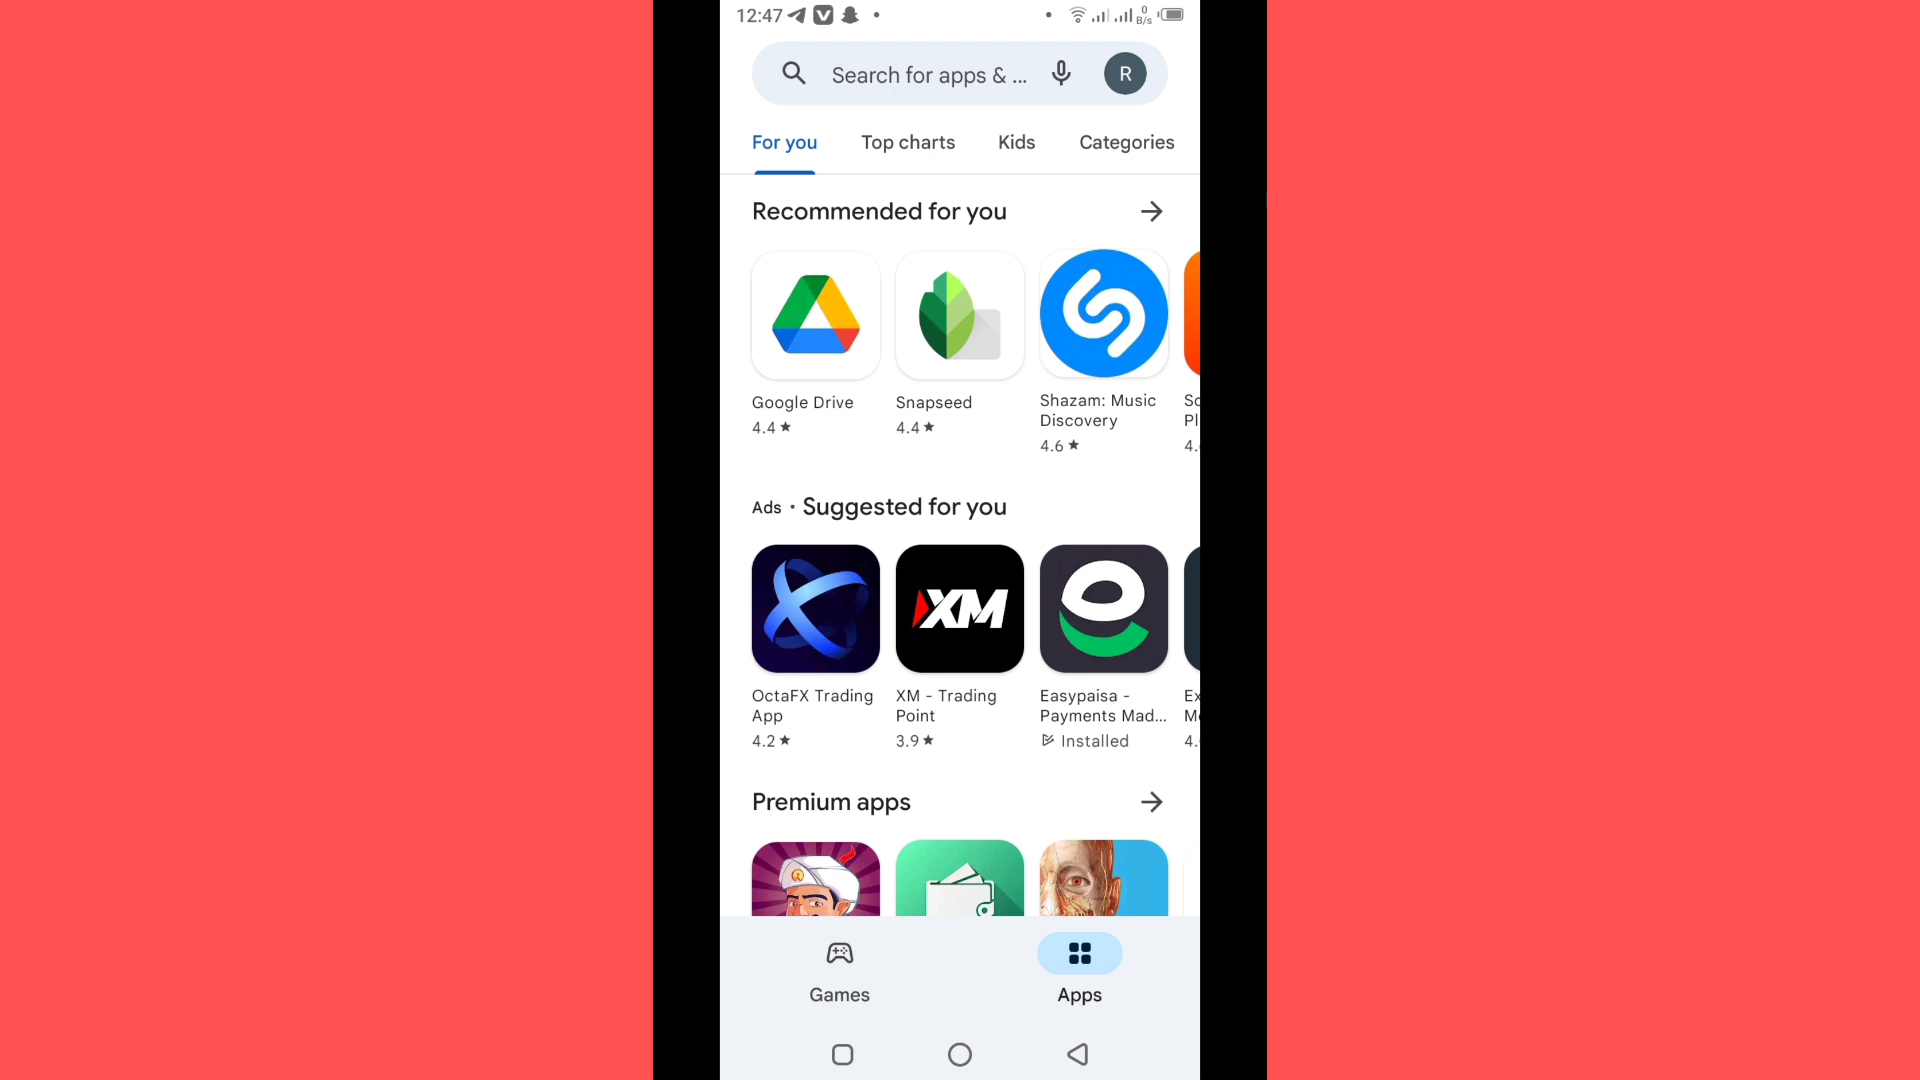 12:47 V 0 B/s
Search for apps & ... R
For you Top charts Kids Categories
Recommended for you
Google Drive Snapseed Shazam: Music Discovery
4.4 ★ 4.4 ★ 4.6 ★
Ads • Suggested for you
XM
OctaFX Trading App XM - Trading Point Easypaisa - Payments Mad...
4.2 ★ 3.9 ★ Installed
Premium apps
Games Apps